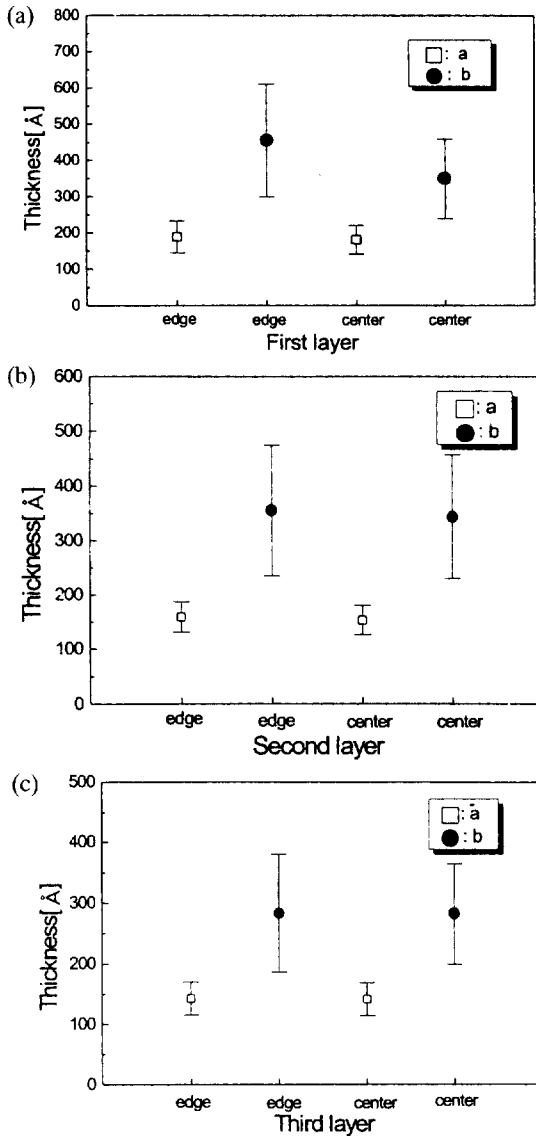 (a)
800
700
600
500
400
300
200
100
0
Thickness[Å]
□: a
●: b
edge edge center center
First layer
(b)
600
500
400
300
200
100
0
Thickness[Å]
□: a
●: b
edge edge center center
Second layer
(c)
500
400
300
200
100
0
Thickness[Å]
□: a
●: b
edge edge center center
Third layer